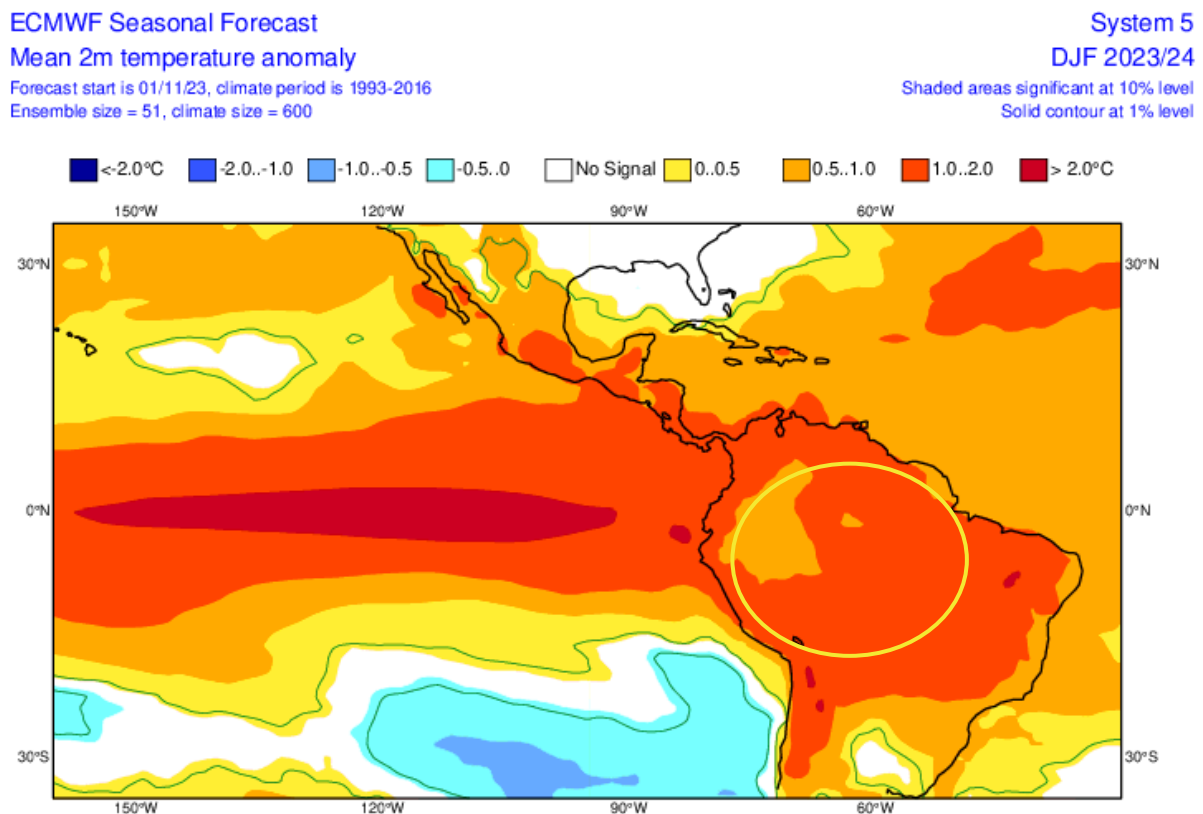 ECMWF Seasonal Forecast
System 5
Mean 2m temperature anomaly
DJF 2023/24
Forecast start is 01/11/23, climate period is 1993-2016
Shaded areas significant at 10% level
Ensemble size = 51, climate size = 600
Solid contour at 1% level
<-2.0°C -2.0..-1.0 -1.0..-0.5 -0.5..0 No Signal 0..0.5 0.5..1.0 1.0..2.0 > 2.0°C
150°W 120°W 90°W 60°W
30°N 30°N
0°N 0°N
30°S 30°S
150°W 120°W 90°W 60°W